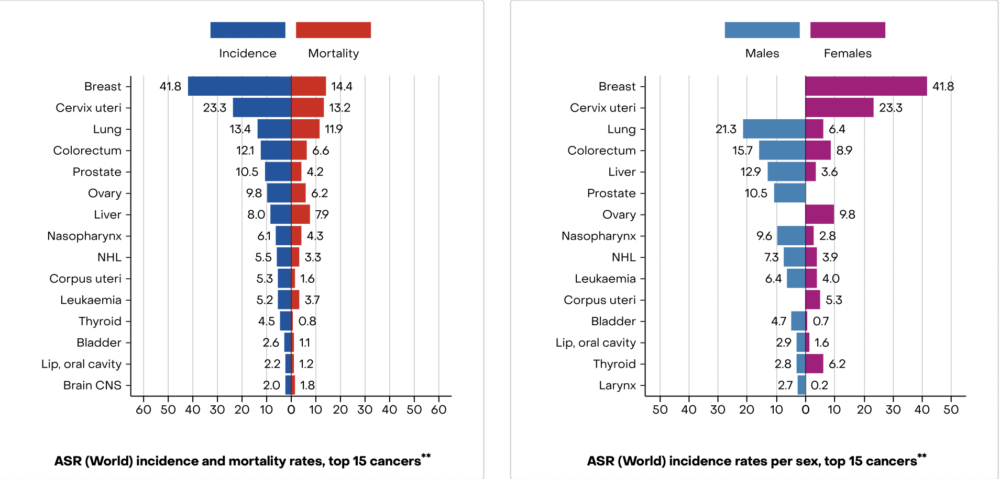 Incidence Mortality
Breast 41.8 14.4
Cervix uteri 23.3 13.2
Lung 13.4 11.9
Colorectum 12.1 6.6
Prostate 10.5 4.2
Ovary 9.8 6.2
Liver 8.0 7.9
Nasopharynx 6.1 4.3
NHL 5.5 3.3
Corpus uteri 5.3 1.6
Leukaemia 5.2 3.7
Thyroid 4.5 0.8
Bladder 2.6 1.1
Lip, oral cavity 2.2 1.2
Brain CNS 2.0 1.8
60 50 40 30 20 10 0 10 20 30 40 50 60
ASR (World) incidence and mortality rates, top 15 cancers**
Males Females
Breast 41.8
Cervix uteri 23.3
Lung 21.3 6.4
Colorectum 15.7 8.9
Liver 12.9 3.6
Prostate 10.5
Ovary 9.8
Nasopharynx 9.6 2.8
NHL 7.3 3.9
Leukaemia 6.4 4.0
Corpus uteri 5.3
Bladder 4.7 0.7
Lip, oral cavity 2.9 1.6
Thyroid 2.8 6.2
Larynx 2.7 0.2
50 40 30 20 10 0 10 20 30 40 50
ASR (World) incidence rates per sex, top 15 cancers**